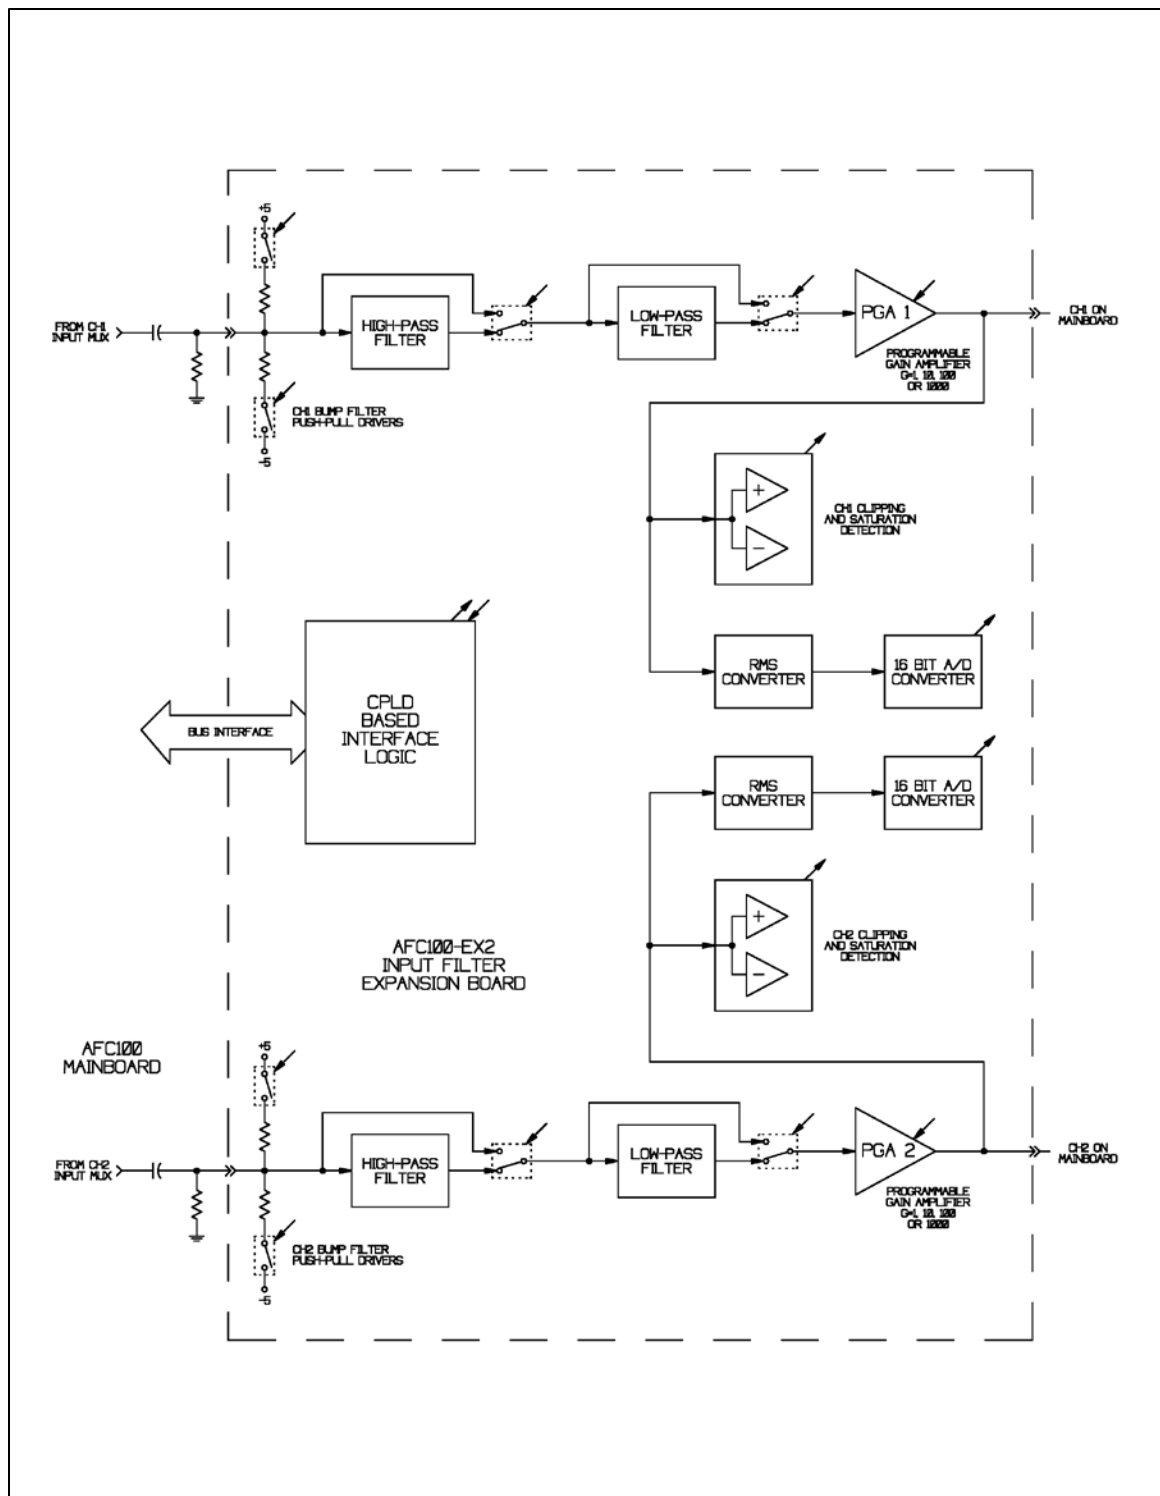 +5
FROM CH1
INPUT MUX
HIGH-PASS
FILTER
LOW-PASS
FILTER
PGA 1
CH1 ON
MAINBOARD
PROGRAMMABLE
GAIN AMPLIFIER
G=1, 10, 100
OR 1000
CH1 BUMP FILTER
PUSH-PULL DRIVERS
-5
+
-
CH1 CLIPPING
AND SATURATION
DETECTION
RMS
CONVERTER
16 BIT A/D
CONVERTER
CPLD
BASED
INTERFACE
LOGIC
BUS INTERFACE
RMS
CONVERTER
16 BIT A/D
CONVERTER
+
-
CH2 CLIPPING
AND SATURATION
DETECTION
AFC100-EX2
INPUT FILTER
EXPANSION BOARD
AFC100
MAINBOARD
+5
FROM CH2
INPUT MUX
HIGH-PASS
FILTER
LOW-PASS
FILTER
PGA 2
CH2 ON
MAINBOARD
PROGRAMMABLE
GAIN AMPLIFIER
G=1, 10, 100
OR 1000
CH2 BUMP FILTER
PUSH-PULL DRIVERS
-5